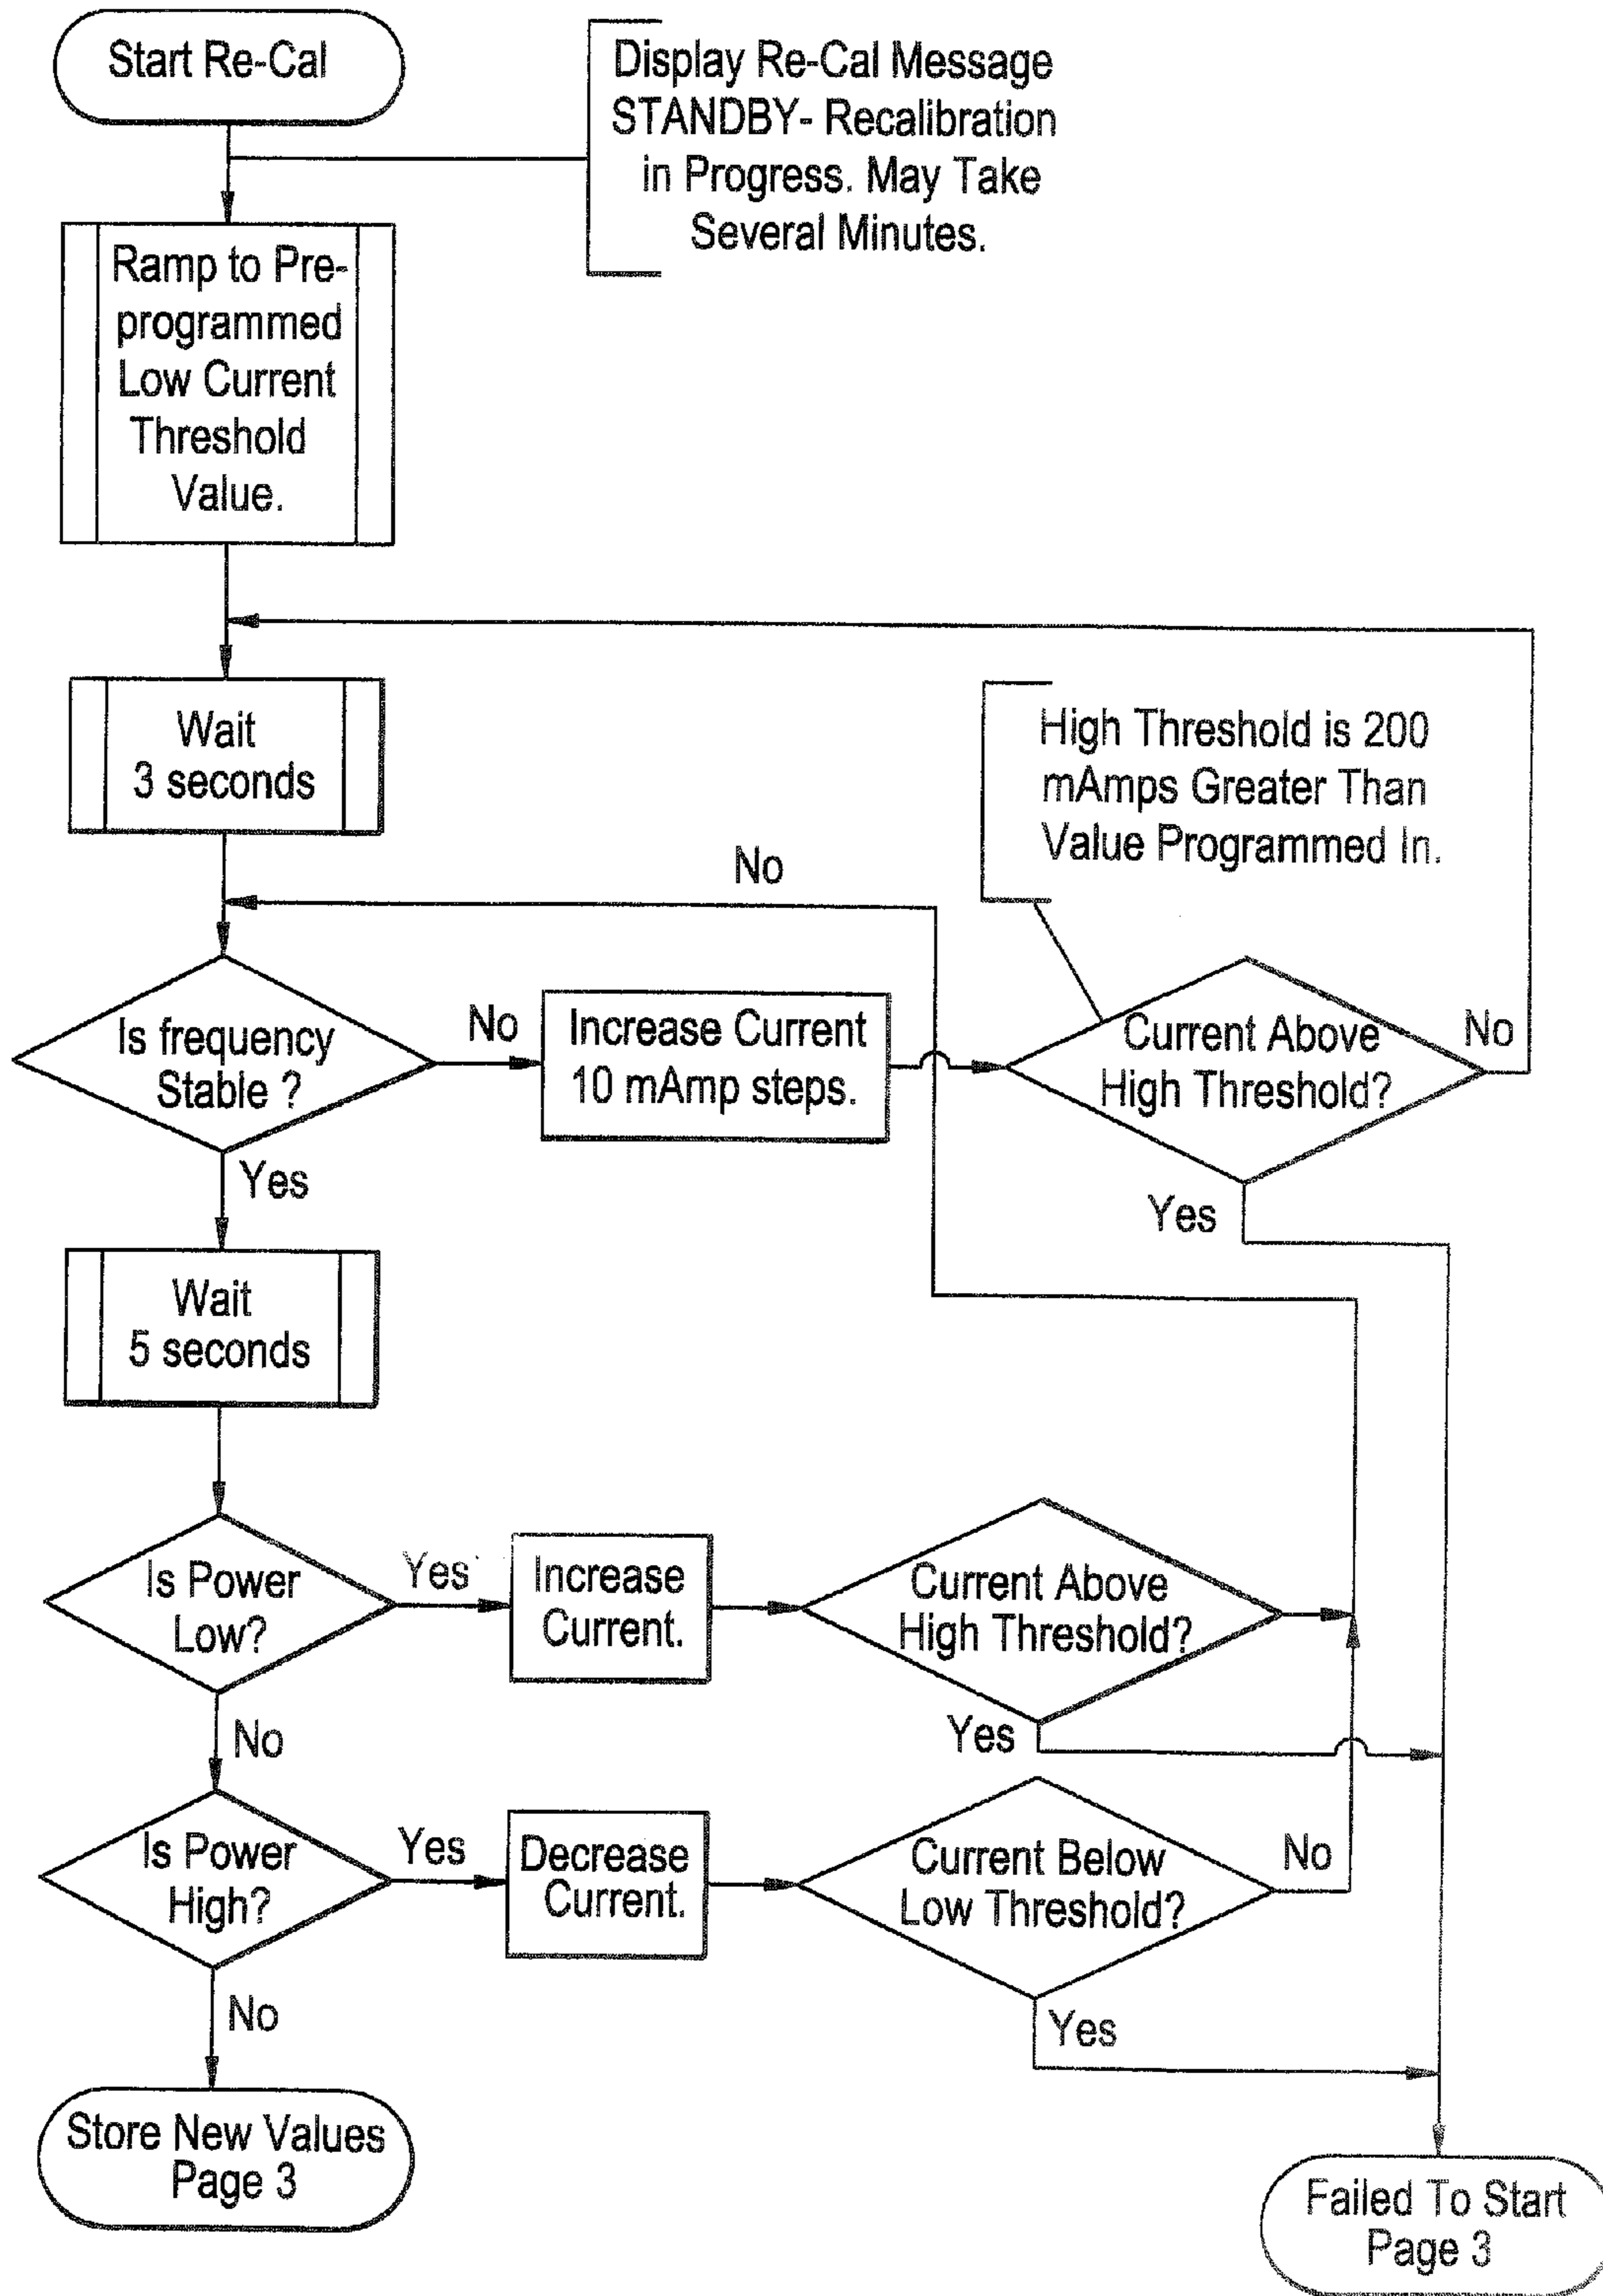 Start Re-Cal
Display Re-Cal Message
STANDBY- Recalibration
in Progress. May Take
Several Minutes.
Ramp to Pre-
programmed
Low Current
Threshold
Value.
Wait
3 seconds
High Threshold is 200
mAmps Greater Than
Value Programmed In.
No
Is frequency
Stable ?
No
Increase Current
10 mAmp steps.
Current Above
High Threshold?
No
Yes
Yes
Wait
5 seconds
Is Power
Low?
Yes
Increase
Current.
Current Above
High Threshold?
No
Yes
Is Power
High?
Yes
Decrease
Current.
Current Below
Low Threshold?
No
No
Yes
Store New Values
Page 3
Failed To Start
Page 3